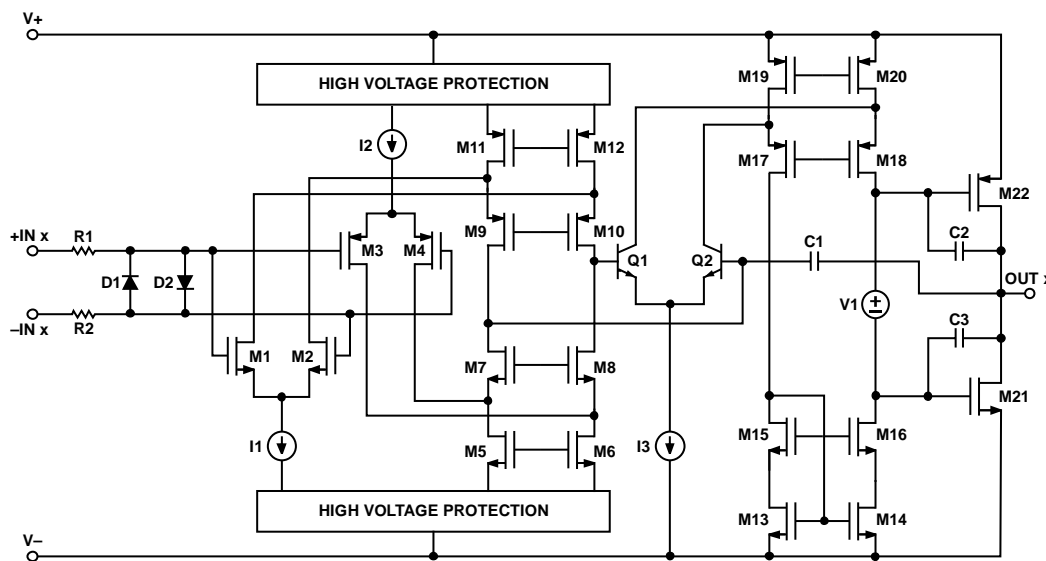 V+
HIGH VOLTAGE PROTECTION
M19
M20
I2
M11
M12
M17
M18
M22
+IN x
R1
M3
M4
M9
M10
C1
C2
D1
D2
Q1
Q2
OUT x
–IN x
R2
V1
M1
M2
M7
M8
C3
M21
I1
M5
M6
I3
M15
M16
HIGH VOLTAGE PROTECTION
M13
M14
V–